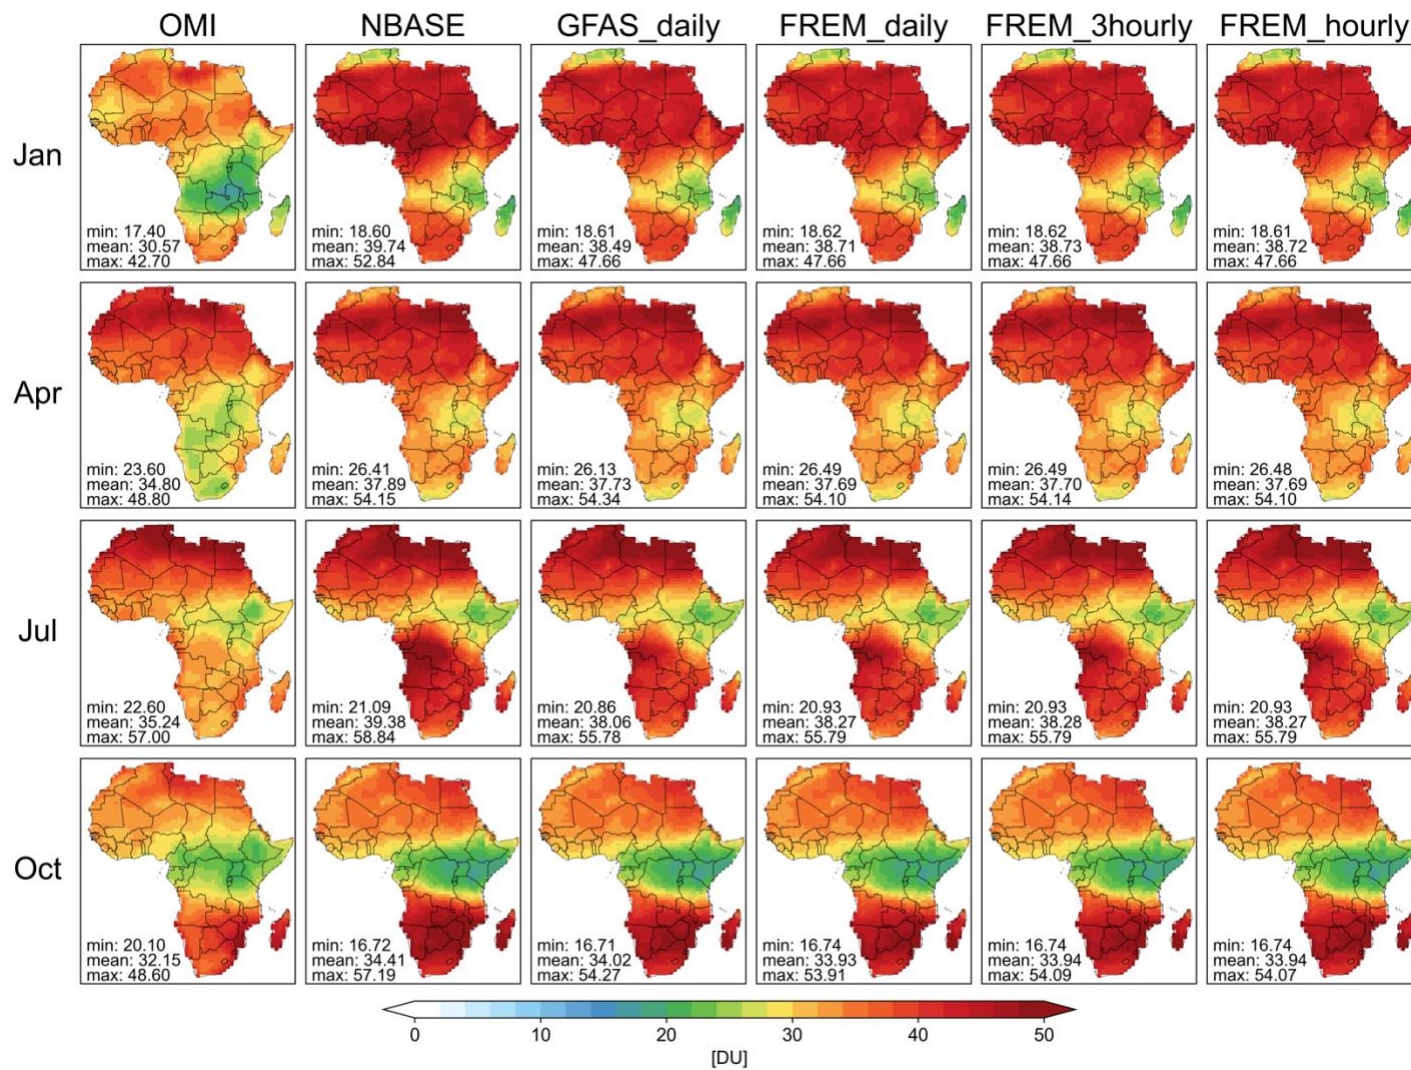 OMI NBASE GFAS_daily FREM_daily FREM_3hourly FREM_hourly
Jan
min: 17.40 min: 18.60 min: 18.61 min: 18.62 min: 18.62 min: 18.61
mean: 30.57 mean: 39.74 mean: 38.49 mean: 38.71 mean: 38.73 mean: 38.72
max: 42.70 max: 52.84 max: 47.66 max: 47.66 max: 47.66 max: 47.66
Apr
min: 23.60 min: 26.41 min: 26.13 min: 26.49 min: 26.49 min: 26.48
mean: 34.80 mean: 37.89 mean: 37.73 mean: 37.69 mean: 37.70 mean: 37.69
max: 48.80 max: 54.15 max: 54.34 max: 54.10 max: 54.14 max: 54.10
Jul
min: 22.60 min: 21.09 min: 20.86 min: 20.93 min: 20.93 min: 20.93
mean: 35.24 mean: 39.38 mean: 38.06 mean: 38.27 mean: 38.28 mean: 38.27
max: 57.00 max: 58.84 max: 55.78 max: 55.79 max: 55.79 max: 55.79
Oct
min: 20.10 min: 16.72 min: 16.71 min: 16.74 min: 16.74 min: 16.74
mean: 32.15 mean: 34.41 mean: 34.02 mean: 33.93 mean: 33.94 mean: 33.94
max: 48.60 max: 57.19 max: 54.27 max: 53.91 max: 54.09 max: 54.07
0 10 20 30 40 50
[DU]